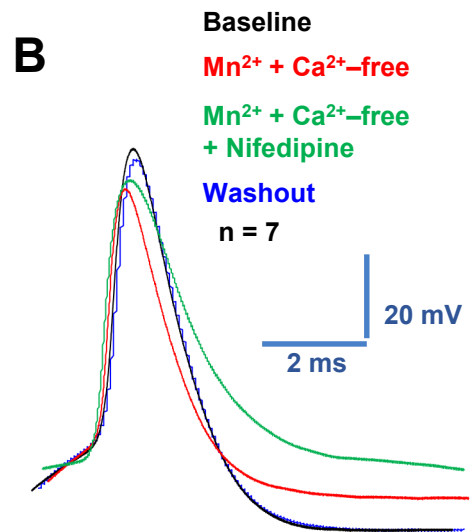 B
Baseline
Mn²⁺ + Ca²⁺–free
Mn²⁺ + Ca²⁺–free
+ Nifedipine
Washout
n = 7
20 mV
2 ms